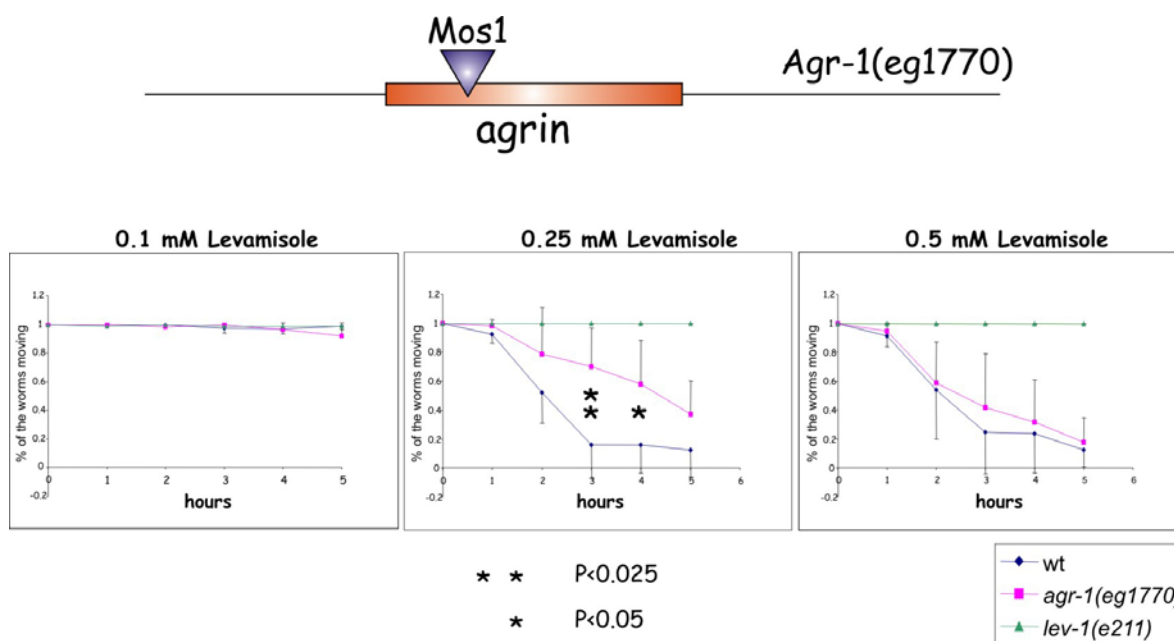 Mos1
Agr-1(eg1770)
agrin
0.1 mM Levamisole
% of the worms moving
1.2
1
0.8
0.6
0.4
0.2
0
-0.2
0 1 2 3 4 5
hours
0.25 mM Levamisole
% of the worms moving
1.2
1
0.8
0.6
0.4
0.2
0
-0.2
0 1 2 3 4 5 6
* *
*
hours
0.5 mM Levamisole
% of the worms moving
1.2
1
0.8
0.6
0.4
0.2
0
-0.2
0 1 2 3 4 5 6
hours
* * P<0.025
* P<0.05
wt
agr-1(eg1770
lev-1(e211)